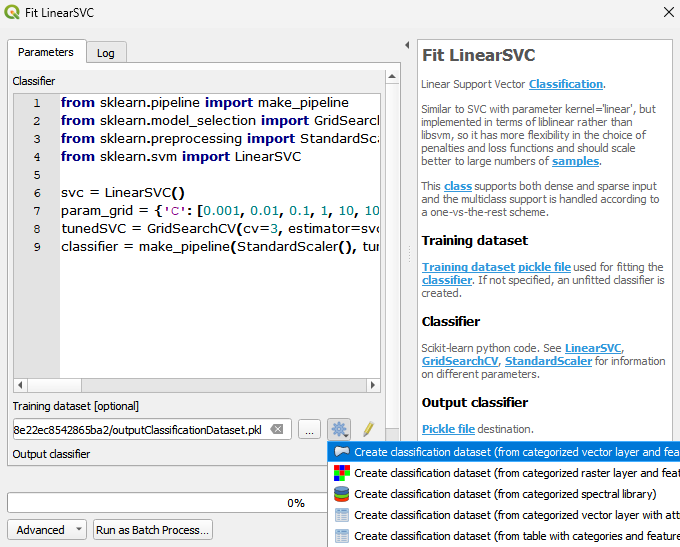 Fit LinearSVC
Parameters
Log
Classifier
1 from sklearn.pipeline import make_pipeline
2 from sklearn.model_selection import GridSearch
3 from sklearn.preprocessing import StandardSca
4 from sklearn.svm import LinearSVC
5
6 svc = LinearSVC()
7 param_grid = {'C': [0.001, 0.01, 0.1, 1, 10, 10
8 tunedSVC = GridSearchCV(cv=3, estimator=svc
9 classifier = make_pipeline(StandardScaler(), tun
Training dataset [optional]
8e22ec8542865ba2/outputClassificationDataset.pkl
...
Output classifier
0%
Advanced
Run as Batch Process...
Fit LinearSVC
Linear Support Vector Classification.
Similar to SVC with parameter kernel='linear', but
implemented in terms of liblinear rather than
libsvm, so it has more flexibility in the choice of
penalties and loss functions and should scale
better to large numbers of samples.
This class supports both dense and sparse input
and the multiclass support is handled according to
a one-vs-the-rest scheme.
Training dataset
Training dataset pickle file used for fitting the
classifier. If not specified, an unfitted classifier is
created.
Classifier
Scikit-learn python code. See LinearSVC,
GridSearchCV, StandardScaler for information
on different parameters.
Output classifier
Pickle file destination.
Create classification dataset (from categorized vector layer and fea
Create classification dataset (from categorized raster layer and feat
Create classification dataset (from categorized spectral library)
Create classification dataset (from categorized vector layer with att
Create classification dataset (from table with categories and feature